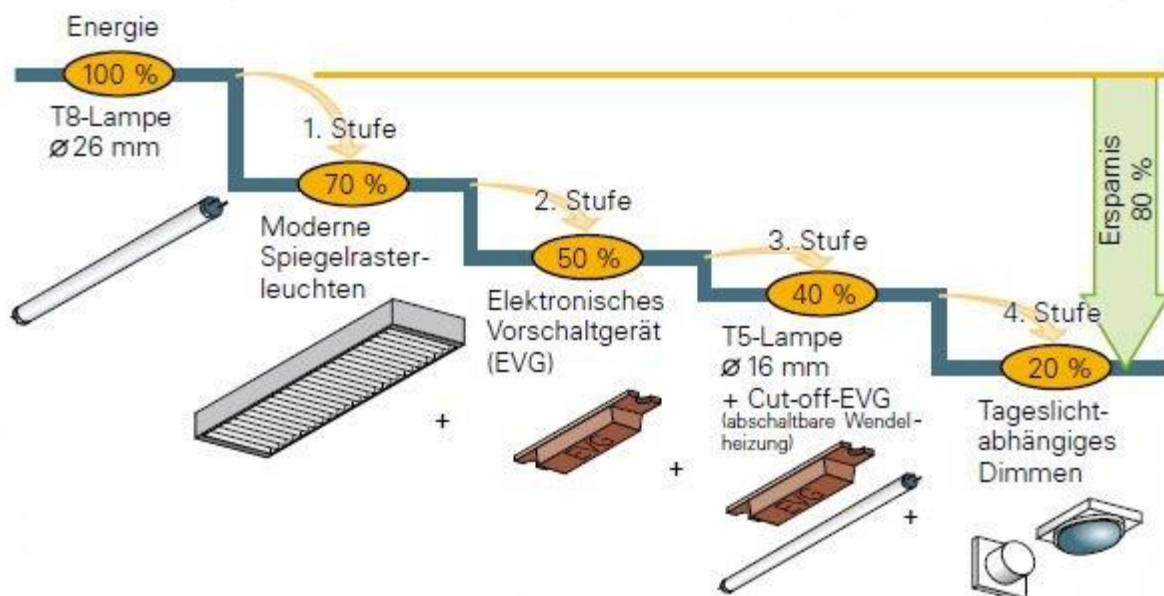 Energie
100 %
T8-Lampe
ø 26 mm
1. Stufe
70 %
Moderne
Spiegelraster-
leuchten
2. Stufe
50 %
Elektronisches
Vorschaltgerät
(EVG)
3. Stufe
40 %
T5-Lampe
ø 16 mm
+ Cut-off-EVG
(abschaltbare Wendel-
heizung)
4. Stufe
20 %
Tageslicht-
abhängiges
Dimmen
Ersparnis
80 %
+
EVG
+
EVG
+